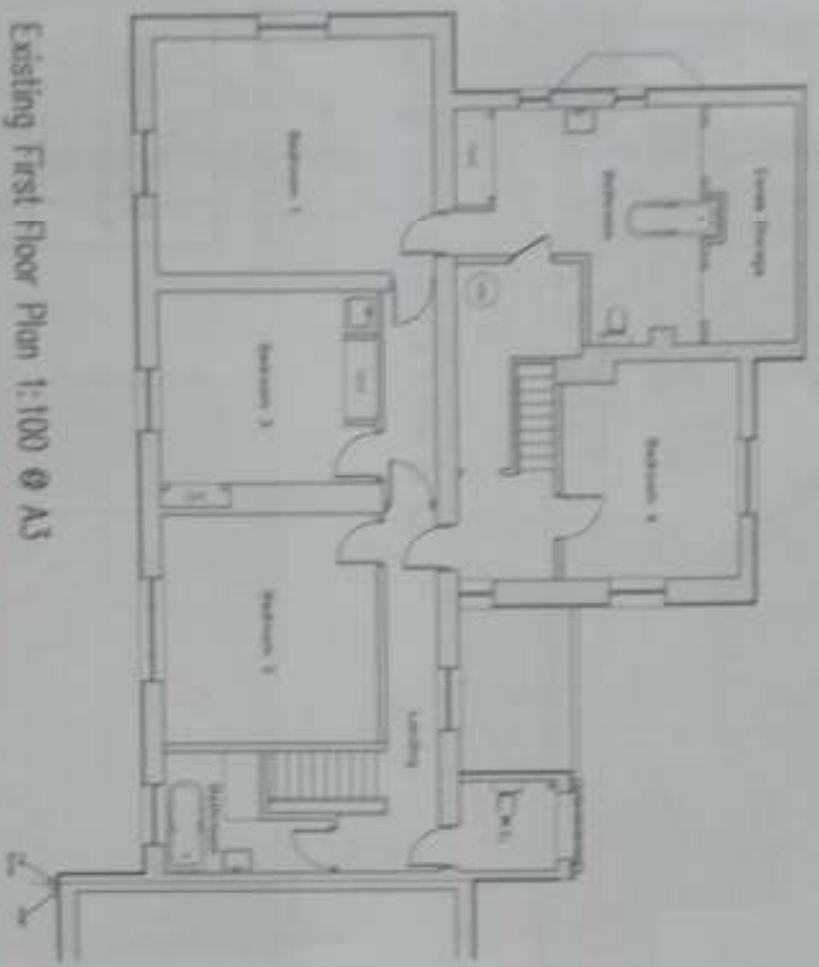 Existing First Floor Plan 1:100 @ A3
Bedroom 1
Bedroom 3
Bedroom 2
Bedroom 4
Bathroom
Eaves Storage
Landing
Bathroom
W.C.